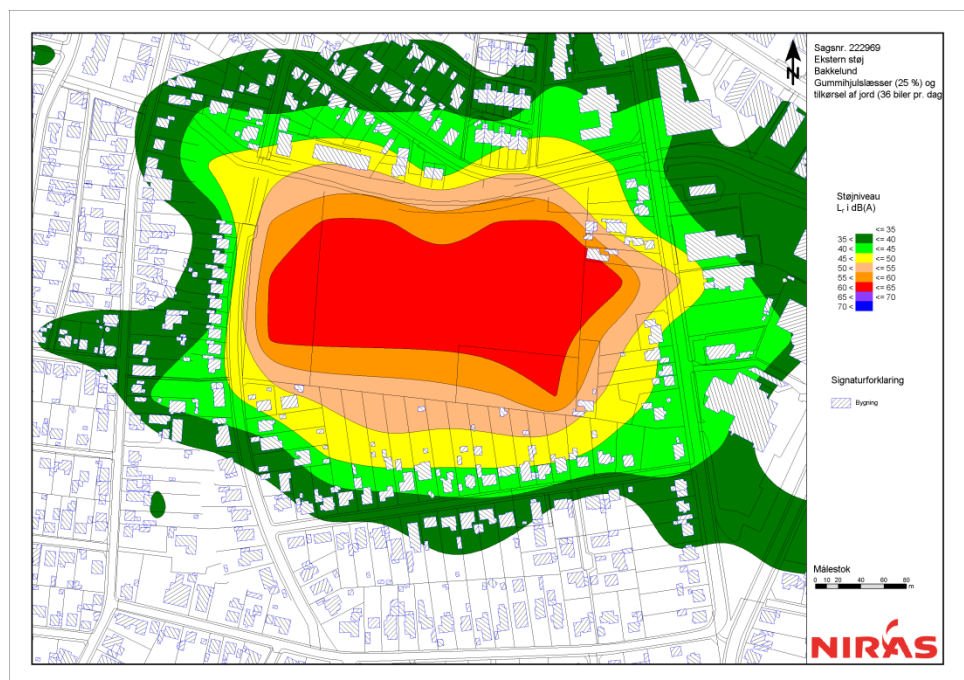 Sagsnr. 222969
Ekstern støj
Bakkelund
Gummihjulslæsser (25 %) og
tilkørsel af jord (36 biler pr. dag
N
Støjniveau
Lr i dB(A)
<= 35
35 < <= 40
40 < <= 45
45 < <= 50
50 < <= 55
55 < <= 60
60 < <= 65
65 < <= 70
70 <
Signaturforklaring
Bygning
Målestok
0 10 20 40 60 80
m
NIRAS